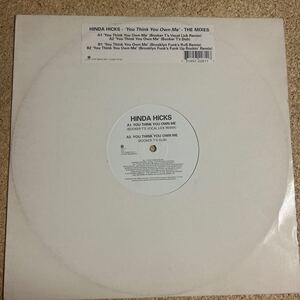 HINDA HICKS - 'You Think You Own Me' - THE MIXES
A1 'You Think You Own Me' (Booker T's Vocal Lick Remix)
A2 'You Think You Own Me' (Booker T's Dub)
B1 'You Think You Own Me' (Brooklyn Funk's RnB Remix)
B2 'You Think You Own Me' (Brooklyn Funk's Up Rockin' Remix)
HINDA HICKS
A1. YOU THINK YOU OWN ME
(BOOKER T'S VOCAL LICK REMIX)
A2. YOU THINK YOU OWN ME
(BOOKER T'S DUB)